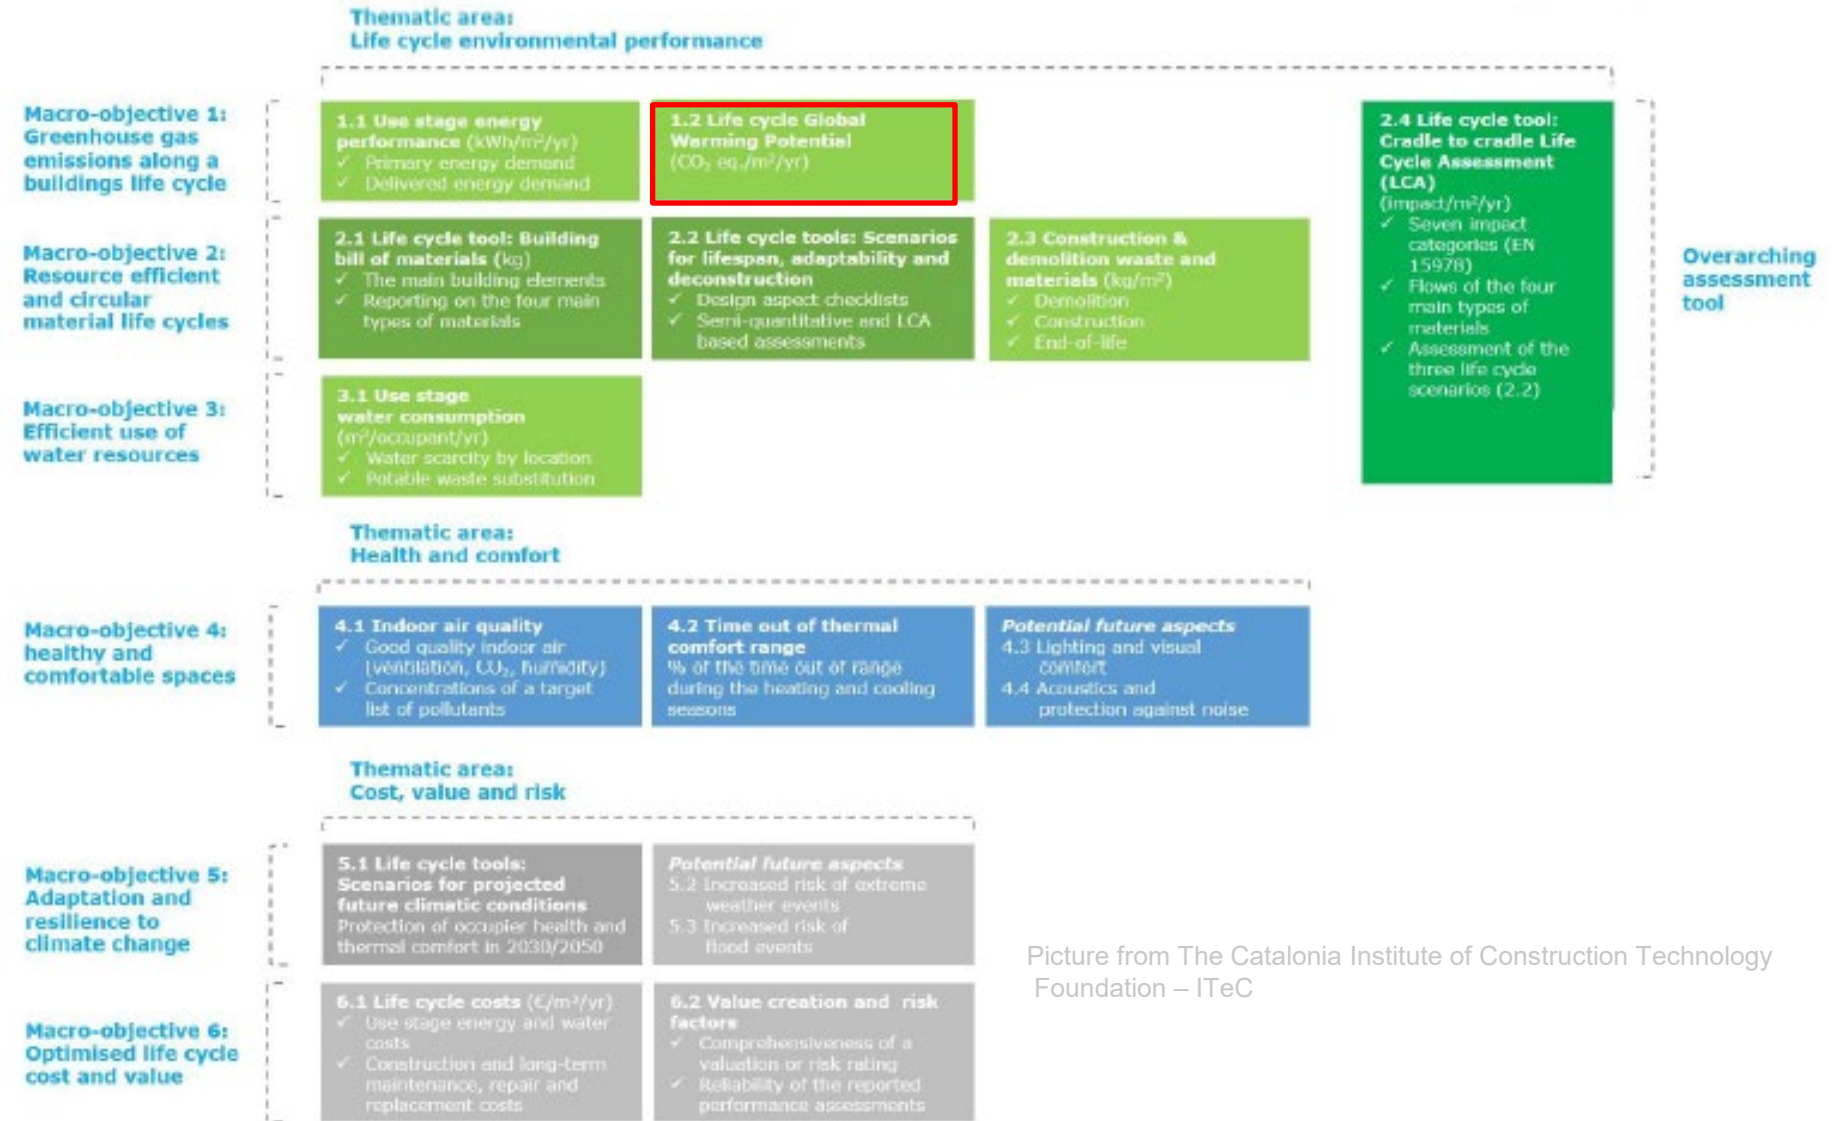 Thematic area:
Life cycle environmental performance
Macro-objective 1:
Greenhouse gas
emissions along a
buildings life cycle
1.1 Use stage energy
performance (kWh/m²/yr)
✓ Primary energy demand
✓ Delivered energy demand
1.2 Life cycle Global
Warming Potential
(CO₂ eq./m²/yr)
2.4 Life cycle tool:
Cradle to cradle Life
Cycle Assessment
(LCA)
(impact/m²/yr)
✓ Seven impact
categories (EN
15978)
✓ Flows of the four
main types of
materials
✓ Assessment of the
three life cycle
scenarios (2.2)
Overarching
assessment
tool
Macro-objective 2:
Resource efficient
and circular
material life cycles
2.1 Life cycle tool: Building
bill of materials (kg)
✓ The main building elements
✓ Reporting on the four main
types of materials
2.2 Life cycle tools: Scenarios
for lifespan, adaptability and
deconstruction
✓ Design aspect checklists
✓ Semi-quantitative and LCA
based assessments
2.3 Construction &
demolition waste and
materials (kg/m²)
✓ Demolition
✓ Construction
✓ End-of-life
Macro-objective 3:
Efficient use of
water resources
3.1 Use stage
water consumption
(m³/occupant/yr)
✓ Water scarcity by location
✓ Potable waste substitution
Thematic area:
Health and comfort
Macro-objective 4:
healthy and
comfortable spaces
4.1 Indoor air quality
✓ Good quality indoor air
(ventilation, CO₂, humidity)
✓ Concentrations of a target
list of pollutants
4.2 Time out of thermal
comfort range
% of the time out of range
during the heating and cooling
seasons
Potential future aspects
4.3 Lighting and visual
comfort
4.4 Acoustics and
protection against noise
Thematic area:
Cost, value and risk
Macro-objective 5:
Adaptation and
resilience to
climate change
5.1 Life cycle tools:
Scenarios for projected
future climatic conditions
Protection of occupier health and
thermal comfort in 2030/2050
Potential future aspects
5.2 Increased risk of extreme
weather events
5.3 Increased risk of
flood events
Picture from The Catalonia Institute of Construction Technology
Foundation – ITeC
Macro-objective 6:
Optimised life cycle
cost and value
6.1 Life cycle costs (€/m²/yr)
✓ Use stage energy and water
costs
✓ Construction and long-term
maintenance, repair and
replacement costs
6.2 Value creation and risk
factors
✓ Comprehensiveness of a
valuation or risk rating
✓ Reliability of the reported
performance assessments